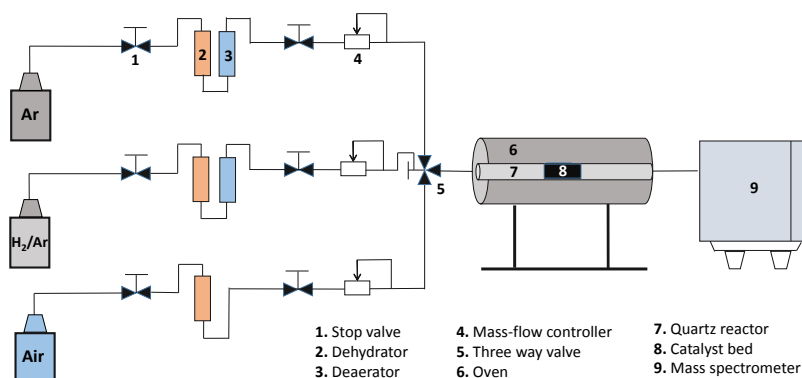 1
2
3
4
Ar
6
7
8
9
5
H₂/Ar
Air
1. Stop valve
2. Dehydrator
3. Deaerator
4. Mass-flow controller
5. Three way valve
6. Oven
7. Quartz reactor
8. Catalyst bed
9. Mass spectrometer